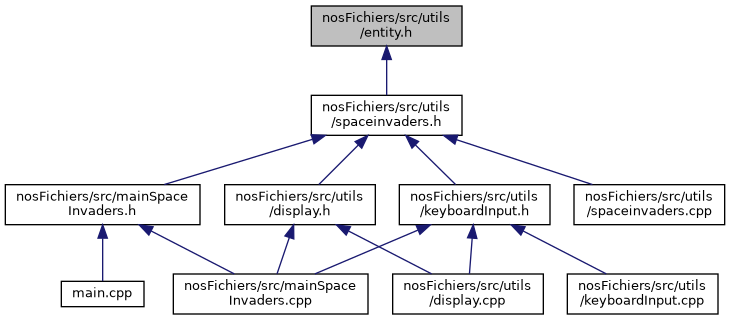 nosFichiers/src/utils
/entity.h
nosFichiers/src/utils
/spaceinvaders.h
nosFichiers/src/mainSpace
Invaders.h
nosFichiers/src/utils
/display.h
nosFichiers/src/utils
/keyboardInput.h
nosFichiers/src/utils
/spaceinvaders.cpp
main.cpp
nosFichiers/src/mainSpace
Invaders.cpp
nosFichiers/src/utils
/display.cpp
nosFichiers/src/utils
/keyboardInput.cpp